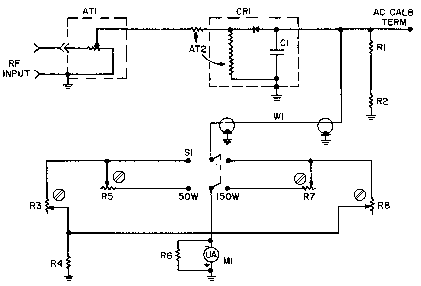 AT1
CR1
AC CALB
TERM
RF
INPUT
AT2
C1
R1
R2
W1
S1
50W
150W
R3
R5
R7
R8
R4
R6
UA
M1